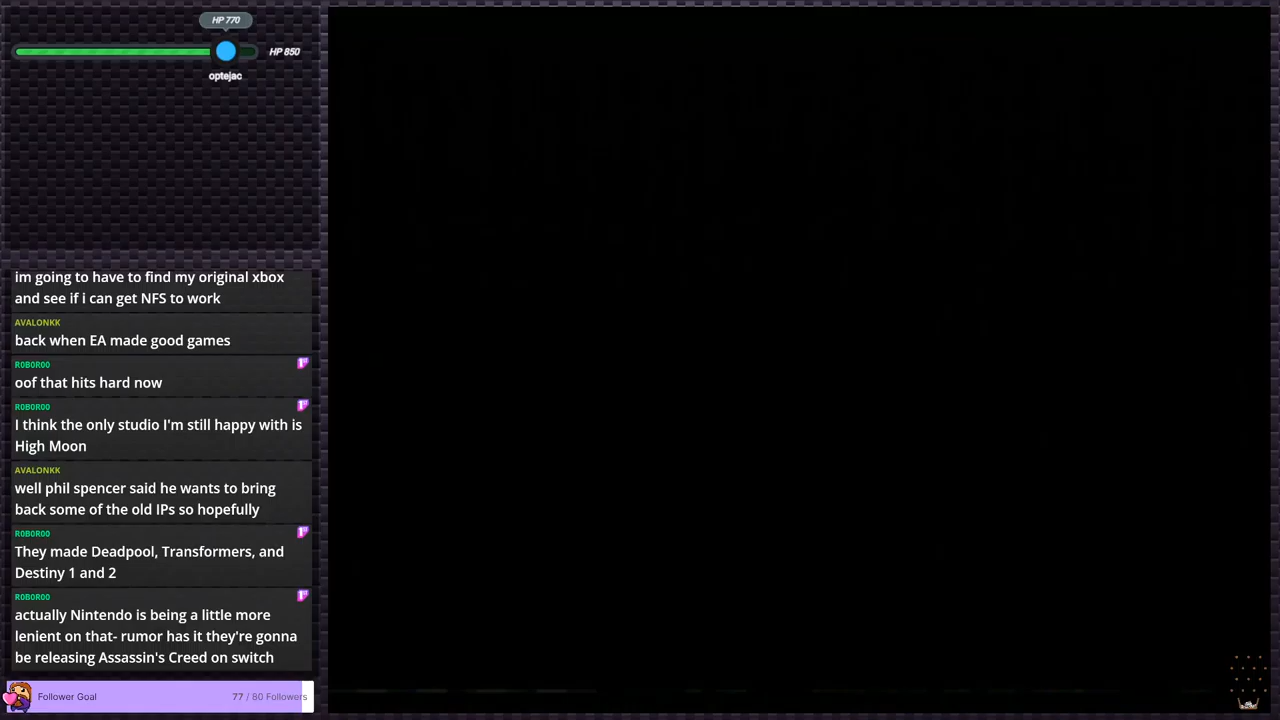 HP 770
HP 850
optejac
im going to have to find my original xbox
and see if i can get NFS to work
AVALONKK
back when EA made good games
R0B0R00
oof that hits hard now
R0B0R00
I think the only studio I'm still happy with is
High Moon
AVALONKK
well phil spencer said he wants to bring
back some of the old IPs so hopefully
R0B0R00
They made Deadpool, Transformers, and
Destiny 1 and 2
R0B0R00
actually Nintendo is being a little more
lenient on that- rumor has it they're gonna
be releasing Assassin's Creed on switch
Follower Goal
77 / 80 Followers